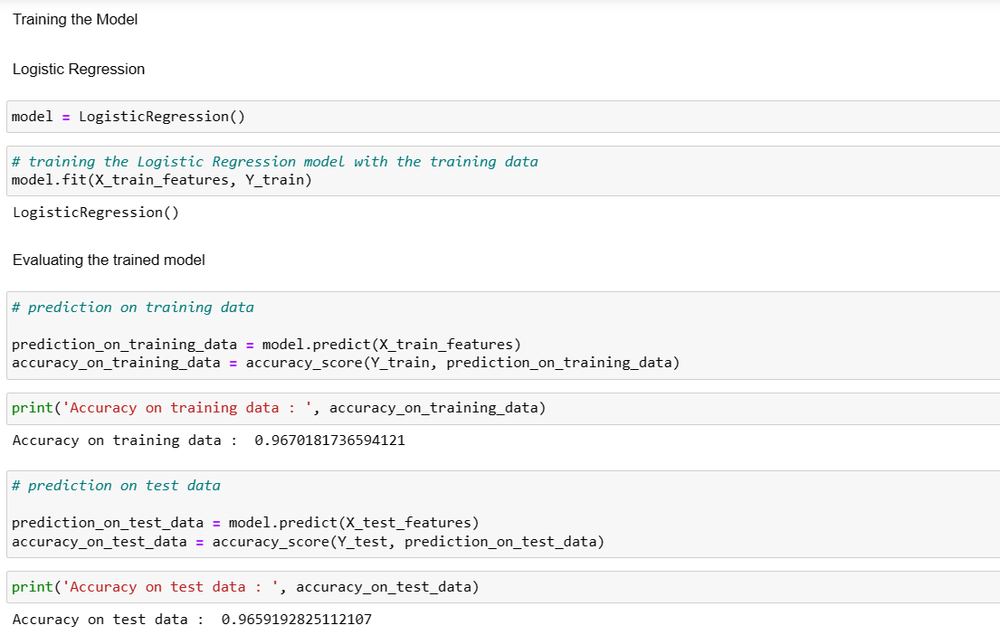 Training the Model
Logistic Regression
model = LogisticRegression()
# training the Logistic Regression model with the training data
model.fit(X_train_features, Y_train)
LogisticRegression()
Evaluating the trained model
# prediction on training data
prediction_on_training_data = model.predict(X_train_features)
accuracy_on_training_data = accuracy_score(Y_train, prediction_on_training_data)
print('Accuracy on training data : ', accuracy_on_training_data)
Accuracy on training data :  0.9670181736594121
# prediction on test data
prediction_on_test_data = model.predict(X_test_features)
accuracy_on_test_data = accuracy_score(Y_test, prediction_on_test_data)
print('Accuracy on test data : ', accuracy_on_test_data)
Accuracy on test data :  0.9659192825112107